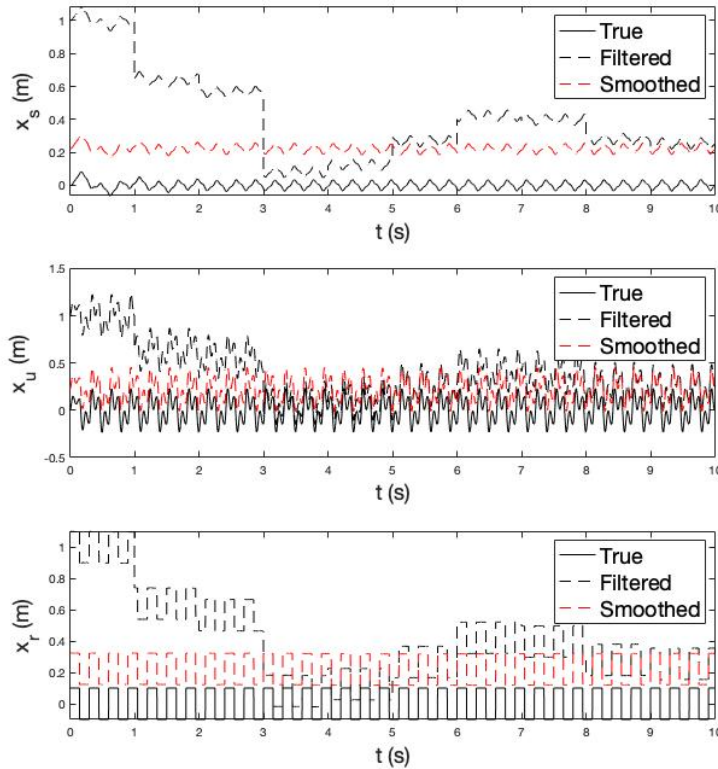 1
0.8
0.6
0.4
0.2
0
x_s (m)
True
Filtered
Smoothed
0 1 2 3 4 5 6 7 8 9 10
t (s)
1.5
1
0.5
0
-0.5
x_u (m)
True
Filtered
Smoothed
0 1 2 3 4 5 6 7 8 9 10
t (s)
1
0.8
0.6
0.4
0.2
0
x_r (m)
True
Filtered
Smoothed
0 1 2 3 4 5 6 7 8 9 10
t (s)